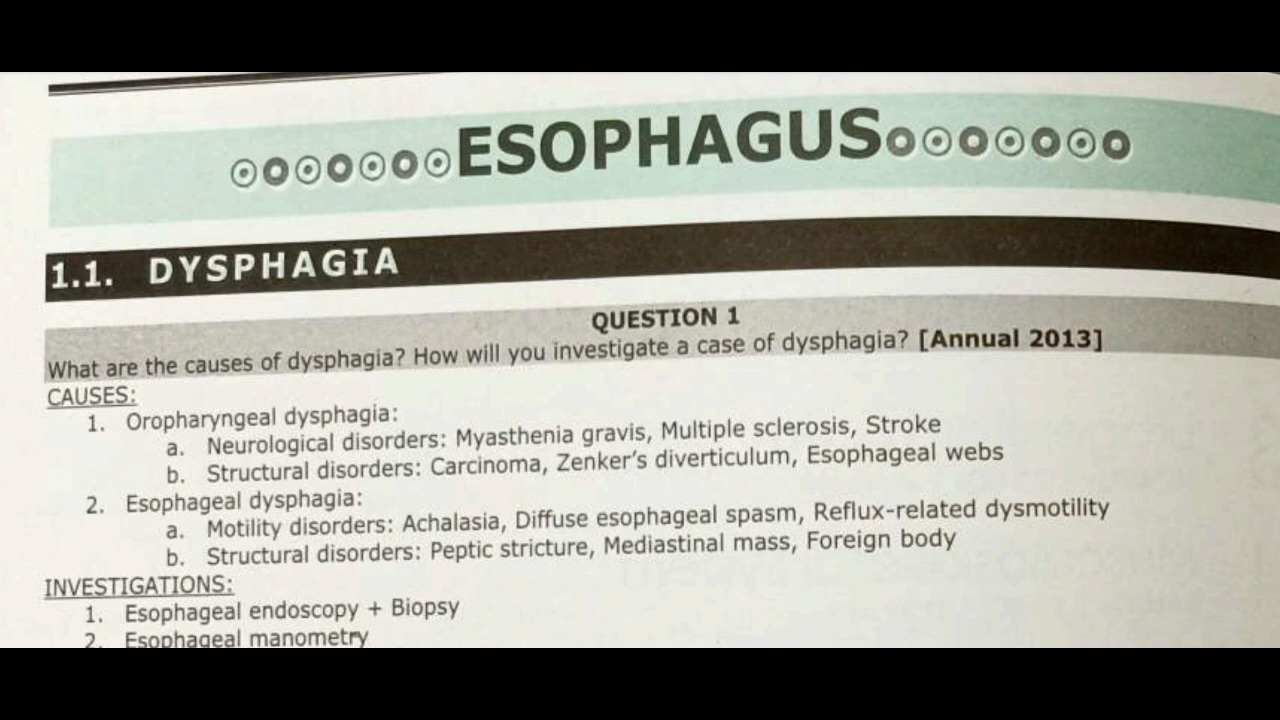 ESOPHAGUS
1.1. DYSPHAGIA
QUESTION 1
What are the causes of dysphagia? How will you investigate a case of dysphagia? [Annual 2013]
CAUSES:
1. Oropharyngeal dysphagia:
a. Neurological disorders: Myasthenia gravis, Multiple sclerosis, Stroke
b. Structural disorders: Carcinoma, Zenker's diverticulum, Esophageal webs
2. Esophageal dysphagia:
a. Motility disorders: Achalasia, Diffuse esophageal spasm, Reflux-related dysmotility
b. Structural disorders: Peptic stricture, Mediastinal mass, Foreign body
INVESTIGATIONS:
1. Esophageal endoscopy + Biopsy
2. Esophageal manometry